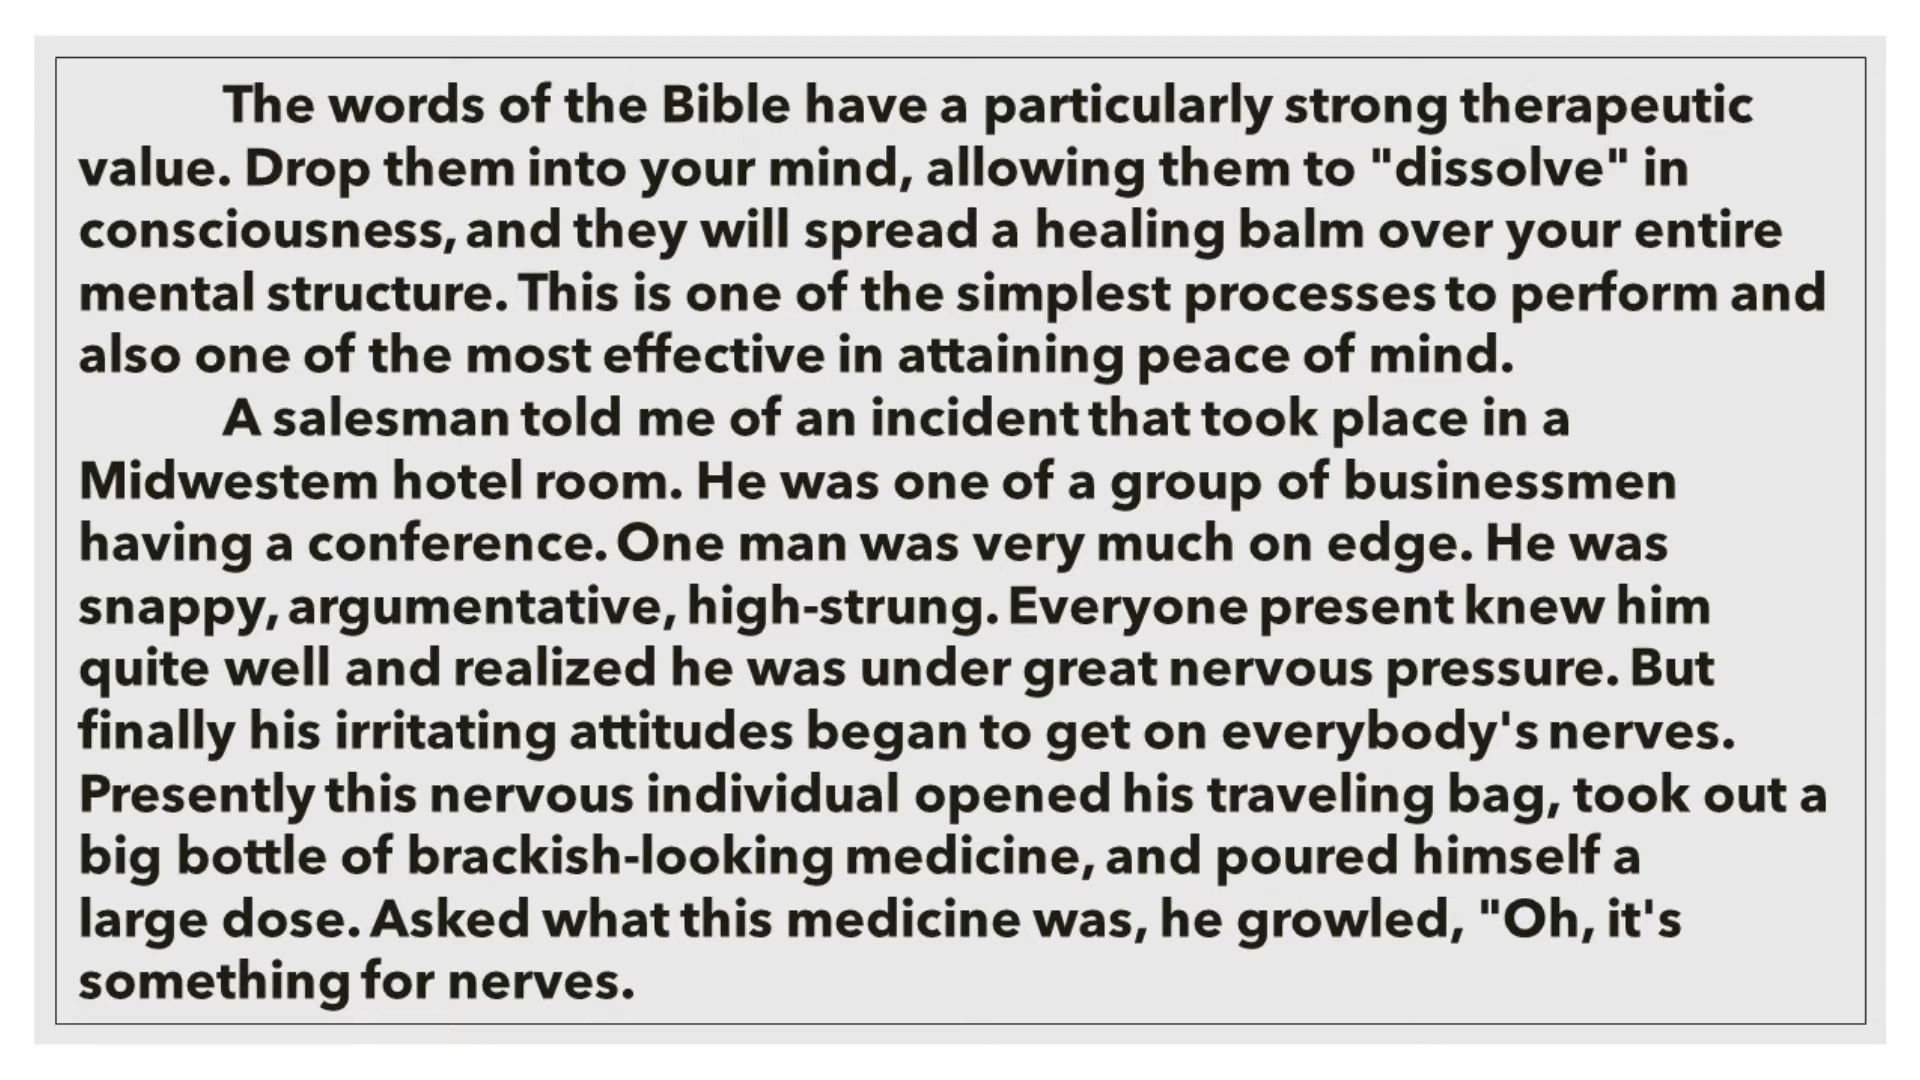 The words of the Bible have a particularly strong therapeutic
value. Drop them into your mind, allowing them to "dissolve" in
consciousness, and they will spread a healing balm over your entire
mental structure. This is one of the simplest processes to perform and
also one of the most effective in attaining peace of mind.
A salesman told me of an incident that took place in a
Midwestem hotel room. He was one of a group of businessmen
having a conference. One man was very much on edge. He was
snappy, argumentative, high-strung. Everyone present knew him
quite well and realized he was under great nervous pressure. But
finally his irritating attitudes began to get on everybody's nerves.
Presently this nervous individual opened his traveling bag, took out a
big bottle of brackish-looking medicine, and poured himself a
large dose. Asked what this medicine was, he growled, "Oh, it's
something for nerves.